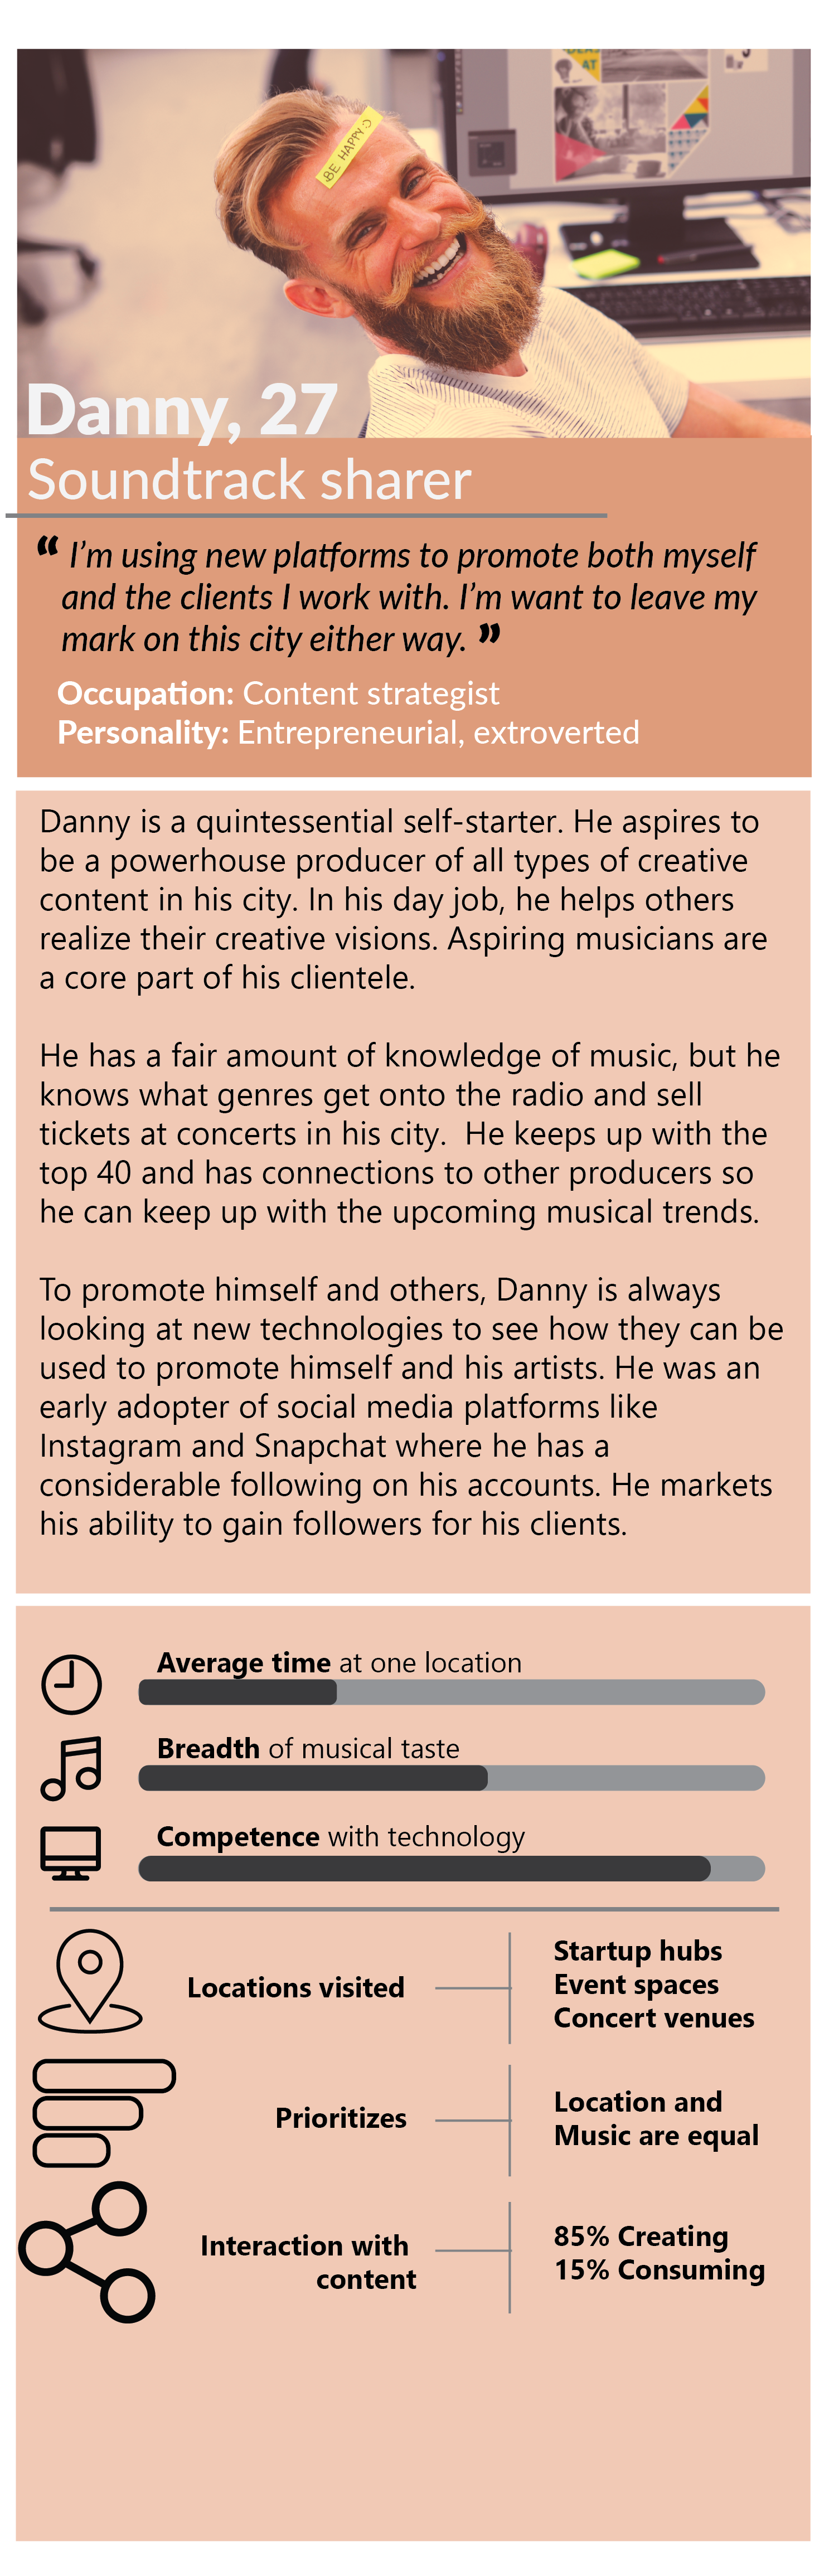 IDEAS
AT
BE HAPPY :)
Danny, 27
Soundtrack sharer
“ I’m using new platforms to promote both myself
and the clients I work with. I’m want to leave my
mark on this city either way. ”
Occupation: Content strategist
Personality: Entrepreneurial, extroverted
Danny is a quintessential self-starter. He aspires to
be a powerhouse producer of all types of creative
content in his city. In his day job, he helps others
realize their creative visions. Aspiring musicians are
a core part of his clientele.
He has a fair amount of knowledge of music, but he
knows what genres get onto the radio and sell
tickets at concerts in his city.  He keeps up with the
top 40 and has connections to other producers so
he can keep up with the upcoming musical trends.
To promote himself and others, Danny is always
looking at new technologies to see how they can be
used to promote himself and his artists. He was an
early adopter of social media platforms like
Instagram and Snapchat where he has a
considerable following on his accounts. He markets
his ability to gain followers for his clients.
Average time at one location
Breadth of musical taste
Competence with technology
Locations visited
Startup hubs
Event spaces
Concert venues
Prioritizes
Location and
Music are equal
Interaction with
content
85% Creating
15% Consuming